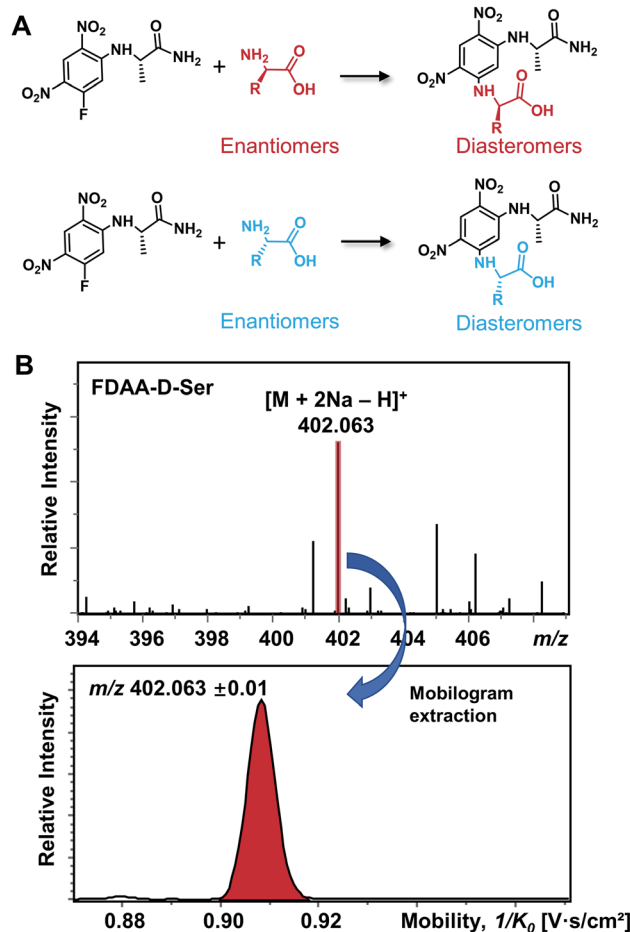 A
NO₂
NH
O
NH₂
O₂N
F
+
NH₂
O
OH
R
Enantiomers
NO₂
NH
O
NH₂
NO₂
NH
O
OH
R
Diasteromers
NO₂
NH
O
NH₂
O₂N
F
+
NH₂
O
OH
R
Enantiomers
NO₂
NH
O
NH₂
NO₂
NH
O
OH
R
Diasteromers
B
FDAA-D-Ser
[M + 2Na – H]⁺
402.063
Relative Intensity
394 396 398 400 402 404 406 m/z
m/z 402.063 ±0.01
Mobilogram
extraction
Relative Intensity
0.88 0.90 0.92 Mobility, 1/K₀ [V·s/cm²]